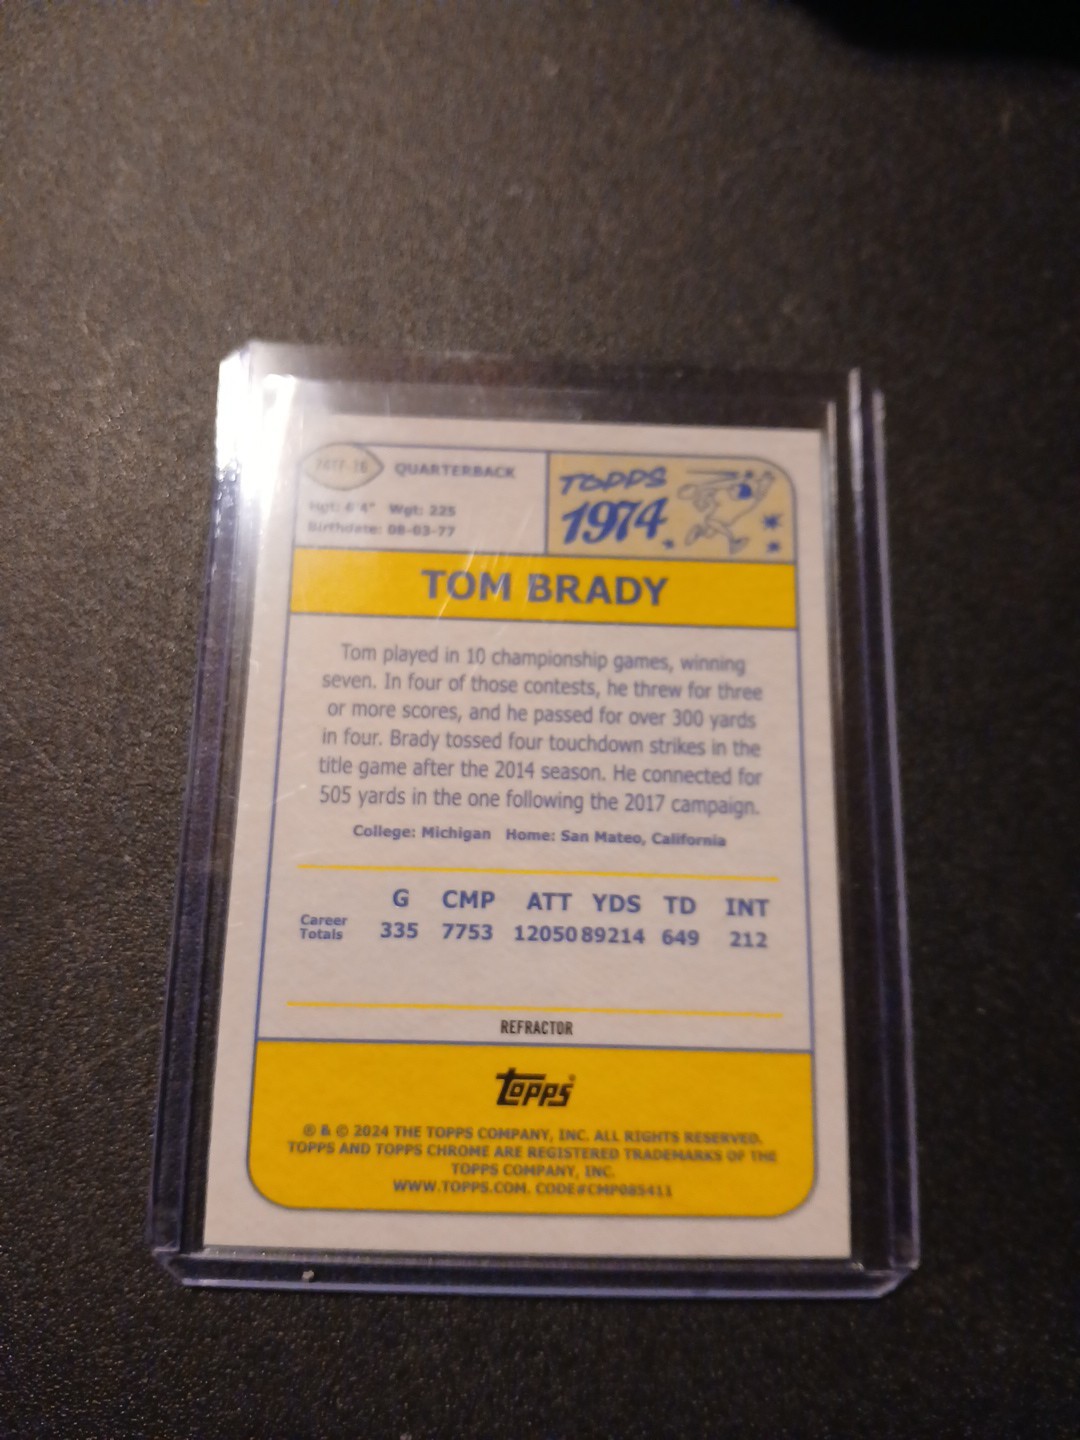 74TF-16 QUARTERBACK
Hgt: 6'4" Wgt: 225
Birthdate: 08-03-77
TOPPS
1974
TOM BRADY
Tom played in 10 championship games, winning
seven. In four of those contests, he threw for three
or more scores, and he passed for over 300 yards
in four. Brady tossed four touchdown strikes in the
title game after the 2014 season. He connected for
505 yards in the one following the 2017 campaign.
College: Michigan Home: San Mateo, California
G CMP ATT YDS TD INT
Career
Totals 335 7753 12050 89214 649 212
REFRACTOR
topps®
® & © 2024 THE TOPPS COMPANY, INC. ALL RIGHTS RESERVED.
TOPPS AND TOPPS CHROME ARE REGISTERED TRADEMARKS OF THE
TOPPS COMPANY, INC.
WWW.TOPPS.COM. CODE#CMP085411